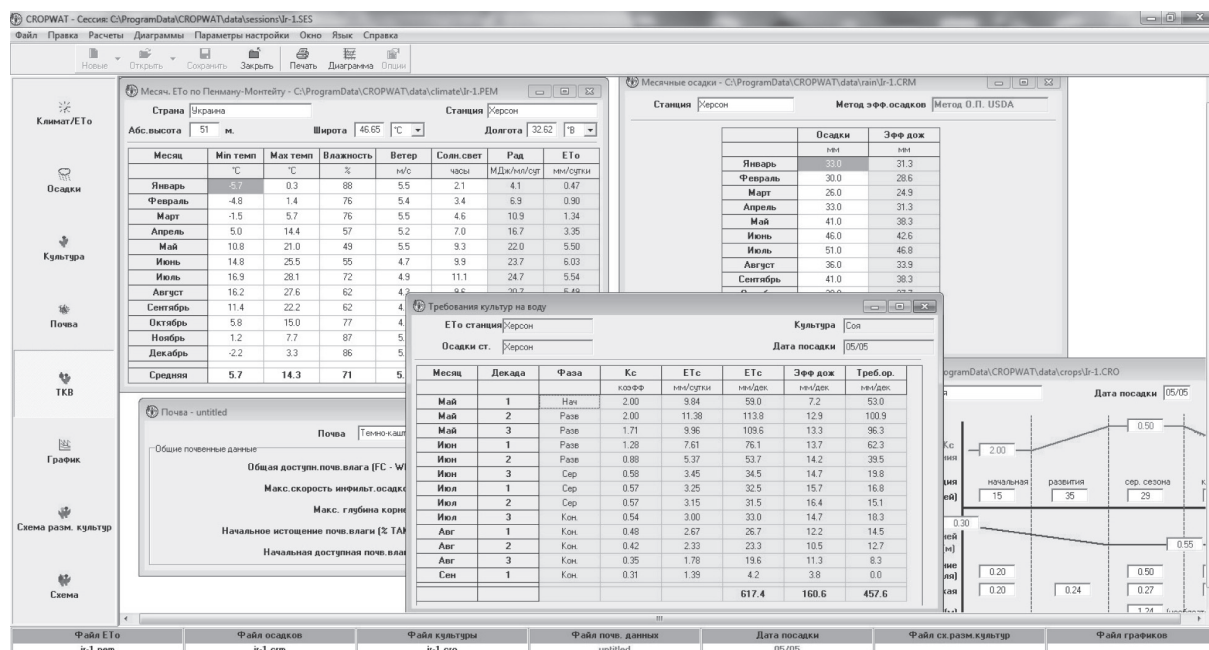 CROPWAT - Сессия: C:\ProgramData\CROPWAT\data\sessions\Ir-1.SES
Файл Правка Расчеты Диаграммы Параметры настройки Окно Язык Справка
Новые Открыть Сохранить Закрыть Печать Диаграмма Опции
Климат/ЕТо
Осадки
Культура
Почва
ТКВ
График
Схема разм. культур
Схема
Месяч. ЕТо по Пенману-Монтейту - C:\ProgramData\CROPWAT\data\climate\Ir-1.PEM
Страна Украина Станция Херсон
Абс.высота 51 м. Широта 46.65 °С Долгота 32.62 °В
Месяц Min темп Max темп Влажность Ветер Солн.свет Рад ЕТо
°C °C % м/с часы МДж/мл/сут мм/сутки
Январь -5.7 0.3 88 5.5 2.1 4.1 0.47
Февраль -4.8 1.4 76 5.4 3.4 6.9 0.90
Март -1.5 5.7 76 5.5 4.6 10.9 1.34
Апрель 5.0 14.4 57 5.2 7.0 16.7 3.35
Май 10.8 21.0 49 5.5 9.3 22.0 5.50
Июнь 14.8 25.5 55 4.7 9.9 23.7 6.03
Июль 16.9 28.1 72 4.9 11.1 24.7 5.54
Август 16.2 27.6 62
Сентябрь 11.4 22.2 62
Октябрь 5.8 15.0 77
Ноябрь 1.2 7.7 87
Декабрь -2.2 3.3 86
Средняя 5.7 14.3 71
Месячные осадки - C:\ProgramData\CROPWAT\data\rain\Ir-1.CRM
Станция Херсон Метод эфф.осадков Метод О.П. USDA
Осадки Эфф дож
мм мм
Январь 33.0 31.3
Февраль 30.0 28.6
Март 26.0 24.9
Апрель 33.0 31.3
Май 41.0 38.3
Июнь 46.0 42.6
Июль 51.0 46.8
Август 36.0 33.9
Сентябрь 41.0 38.3
Требования культур на воду
ЕТо станция Херсон Культура Соя
Осадки ст. Херсон Дата посадки 05/05
Месяц Декада Фаза Кс ЕТс ЕТс Эфф дож Треб.ор.
коэфф мм/сутки мм/дек мм/дек мм/дек
Май 1 Нач 2.00 9.84 59.0 7.2 53.0
Май 2 Разв 2.00 11.38 113.8 12.9 100.9
Май 3 Разв 1.71 9.96 109.6 13.3 96.3
Июн 1 Разв 1.28 7.61 76.1 13.7 62.3
Июн 2 Разв 0.88 5.37 53.7 14.2 39.5
Июн 3 Сер 0.58 3.45 34.5 14.7 19.8
Июл 1 Сер 0.57 3.25 32.5 15.7 16.8
Июл 2 Сер 0.57 3.15 31.5 16.4 15.1
Июл 3 Кон. 0.54 3.00 33.0 14.7 18.3
Авг 1 Кон. 0.48 2.67 26.7 12.2 14.5
Авг 2 Кон. 0.42 2.33 23.3 10.5 12.7
Авг 3 Кон. 0.35 1.78 19.6 11.3 8.3
Сен 1 Кон. 0.31 1.39 4.2 3.8 0.0
617.4 160.6 457.6
Почва - untitled
Почва
Общие почвенные данные
Общая доступн.почв.влага (FC -
Макс.скорость инфильт.
Макс. глубина
Начальное истощение почв.влаги (%
Начальная доступная почв.
ogramData\CROPWAT\data\crops\Ir-1.CRO
Дата посадки 05/05
Кс 2.00 0.50
начальная развития сер. сезона
15 35 29
0.30
0.55
0.20 0.50
0.20 0.24 0.27
1.24
Файл ЕТо Файл осадков Файл культуры Файл почв. данных Дата посадки Файл сх.разм.культур Файл графиков
ir-1.pem ir-1.crm ir-1.cro untitled 05/05